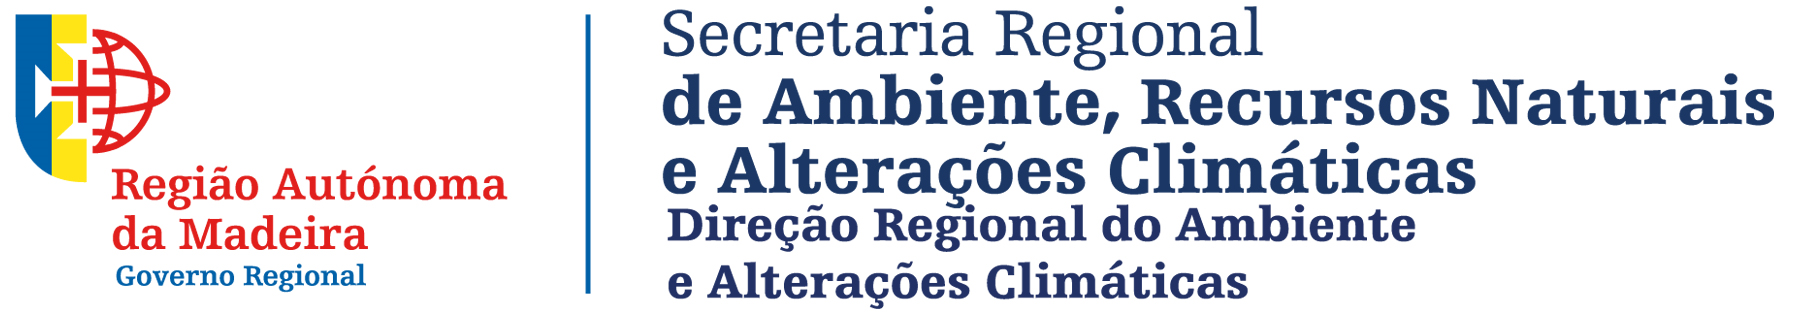 Região Autónoma
da Madeira
Governo Regional
Secretaria Regional
de Ambiente, Recursos Naturais
e Alterações Climáticas
Direção Regional do Ambiente
e Alterações Climáticas